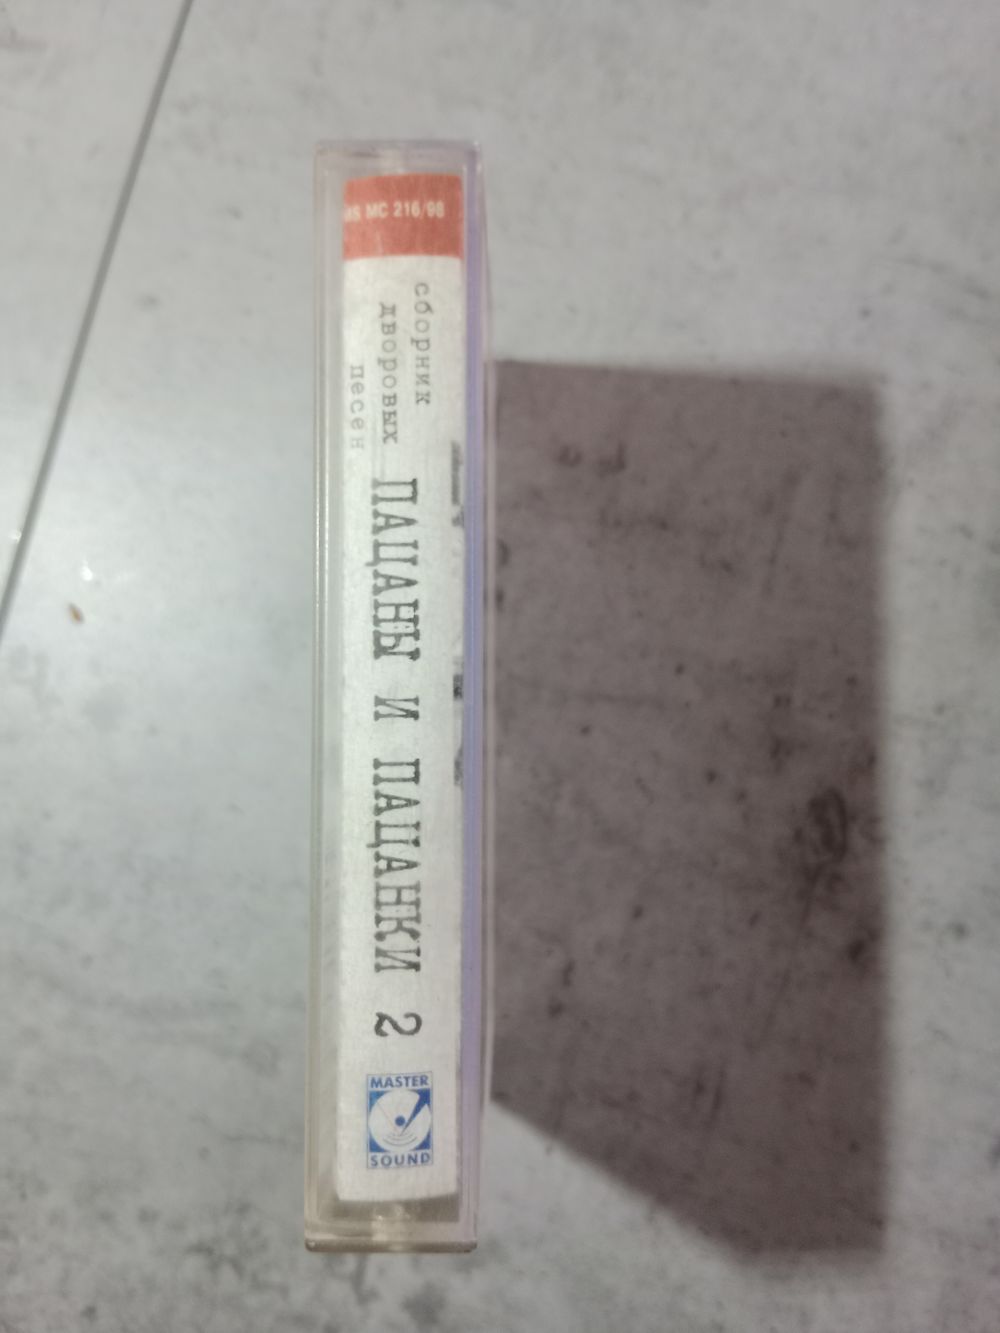 MS MC 216/98
сборник
дворовых
песен
ПАЦАНЫ И ПАЦАНКИ 2
MASTER
SOUND